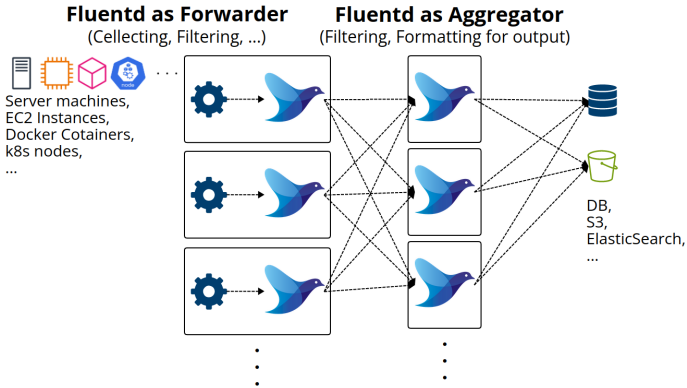 Fluentd as Forwarder
(Cellecting, Filtering, ...)
Fluentd as Aggregator
(Filtering, Formatting for output)
node
...
Server machines,
EC2 Instances,
Docker Cotainers,
k8s nodes,
...
DB,
S3,
ElasticSearch,
...